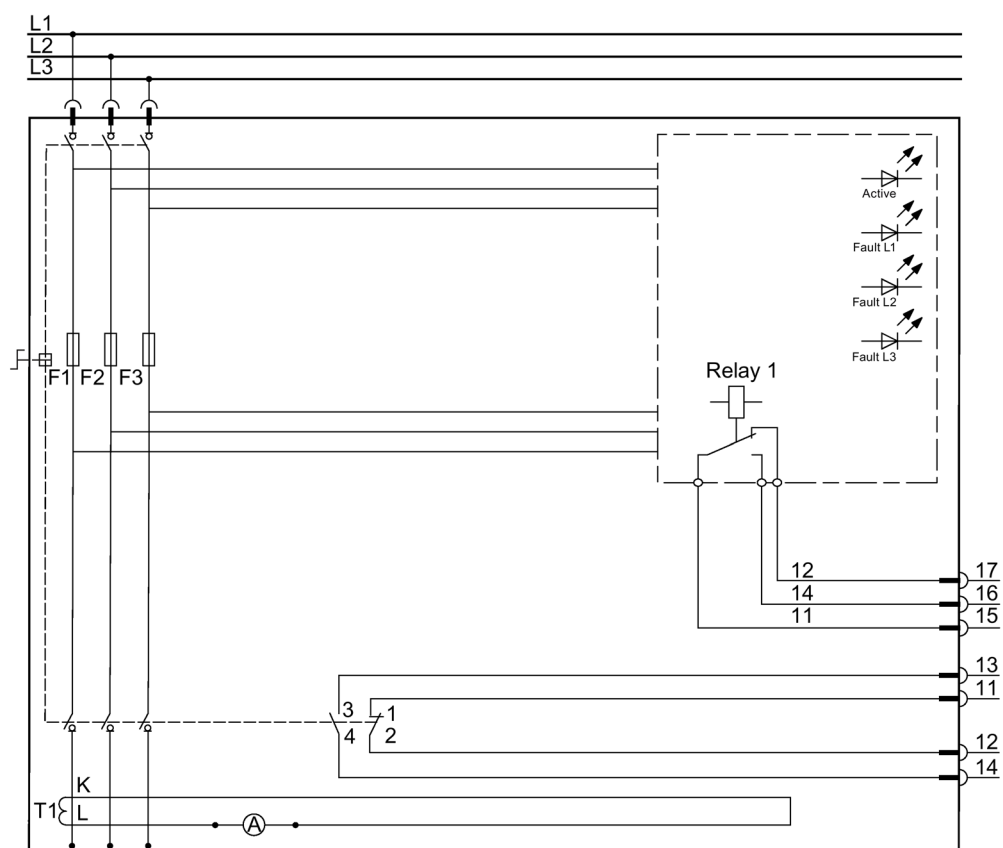 L1
L2
L3
Active
Fault L1
Fault L2
Fault L3
F1 F2 F3
Relay 1
12 17
14 16
11 15
13
11
3 1
4 2
12
14
K
T1 L
A